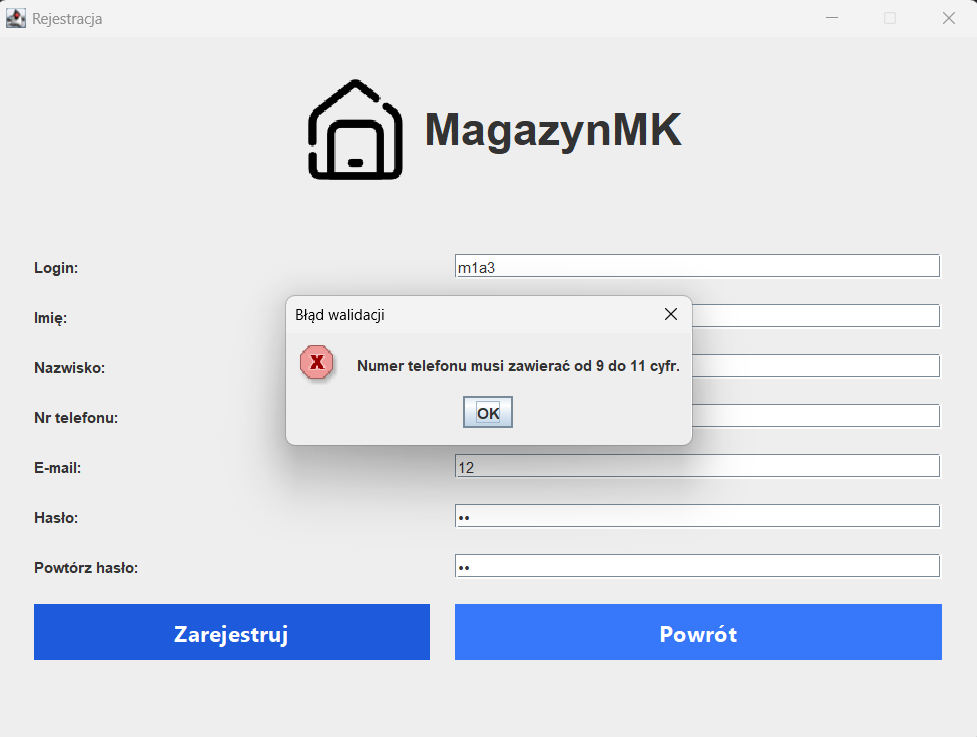 Rejestracja
MagazynMK
Login:
m1a3
Błąd walidacji
Imię:
Numer telefonu musi zawierać od 9 do 11 cyfr.
Nazwisko:
OK
Nr telefonu:
E-mail:
12
Hasło:
••
Powtórz hasło:
••
Zarejestruj
Powrót